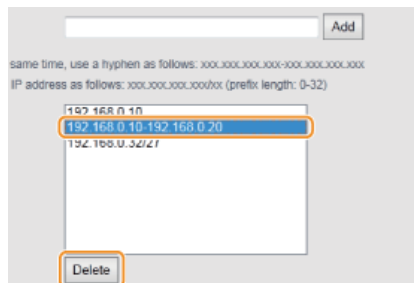 Add
same time, use a hyphen as follows: xxx.xxx.xxx.xxx-xxx.xxx.xxx.xxx
IP address as follows: xxx.xxx.xxx.xxx/xx (prefix length: 0-32)
192.168.0.10
192.168.0.10-192.168.0.20
192.168.0.32/27
Delete